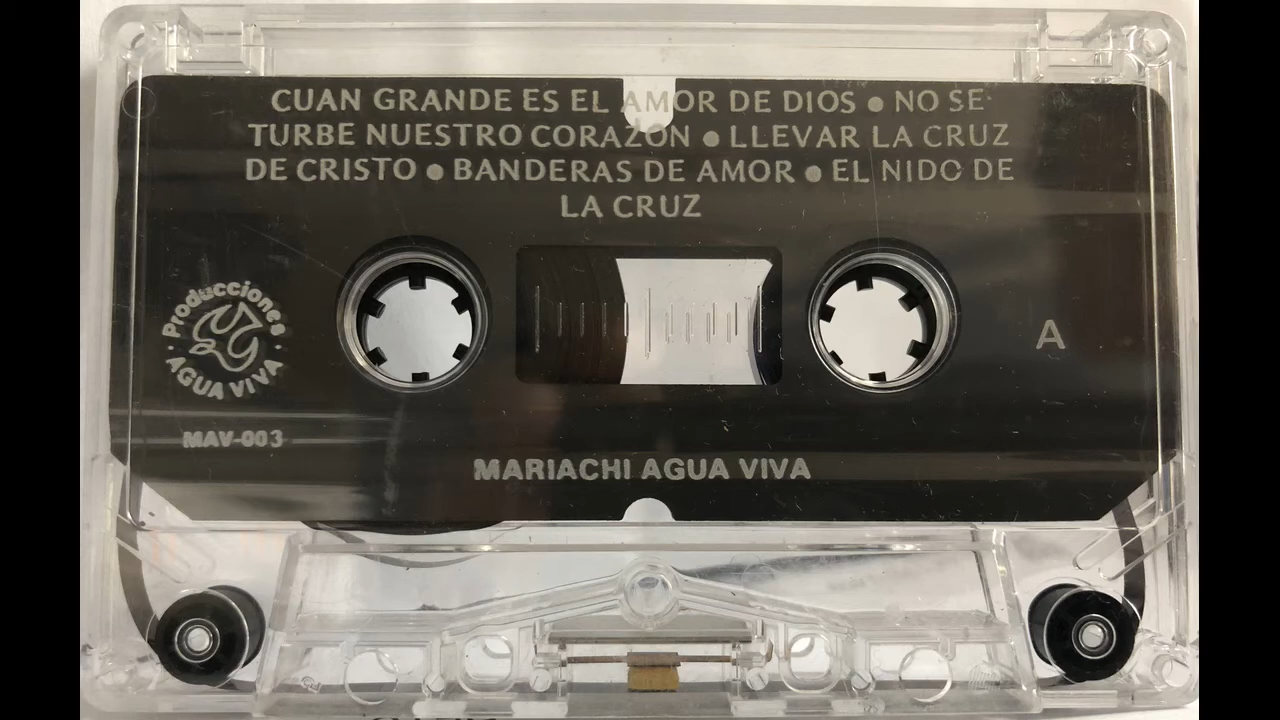 CUAN GRANDE ES EL AMOR DE DIOS ● NO SE
TURBE NUESTRO CORAZON ● LLEVAR LA CRUZ
DE CRISTO ● BANDERAS DE AMOR ● EL NIDO DE
LA CRUZ
Producciones
· AGUA VIVA ·
A
MAV-003
MARIACHI AGUA VIVA